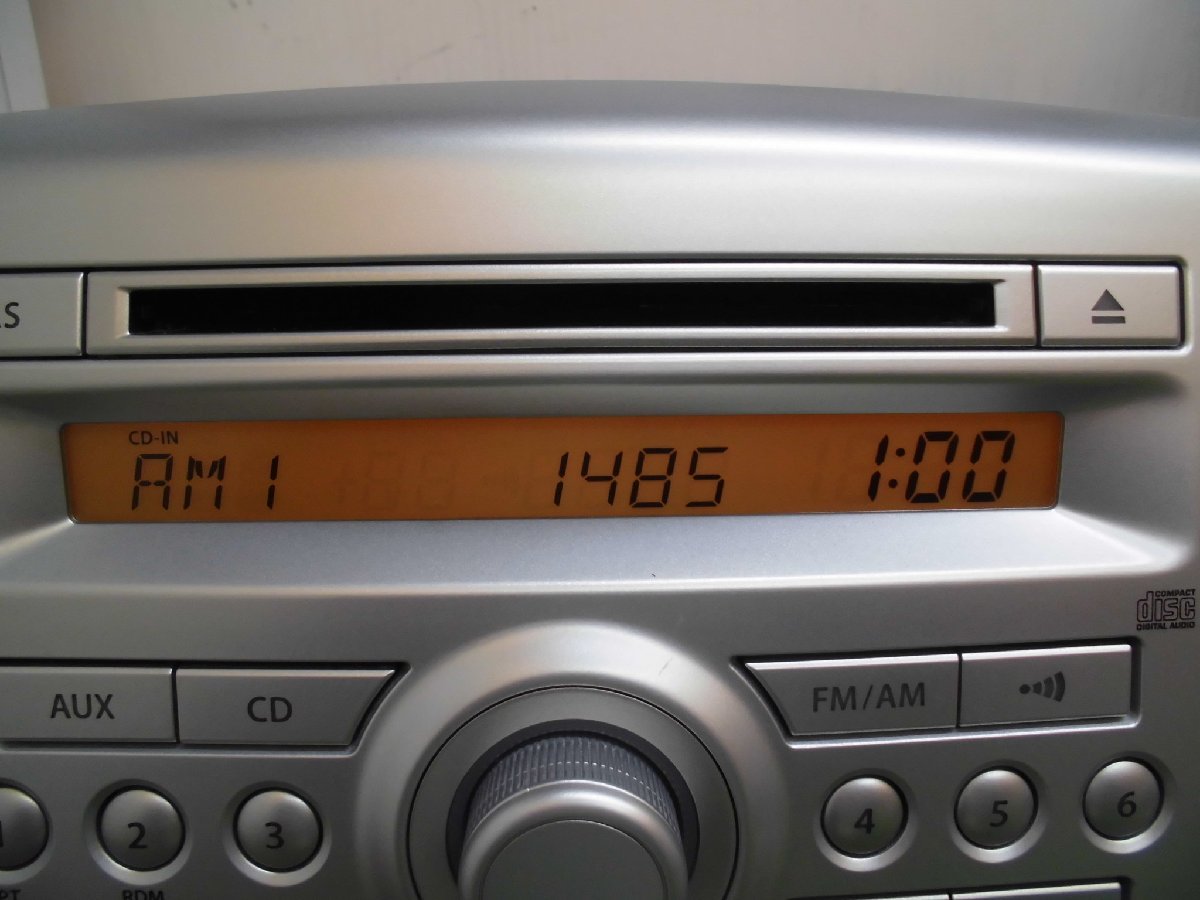 CD-IN
AM 1 1485 1:00
COMPACT
disc
DIGITAL AUDIO
AUX CD FM/AM
2 3 4 5 6
RDM